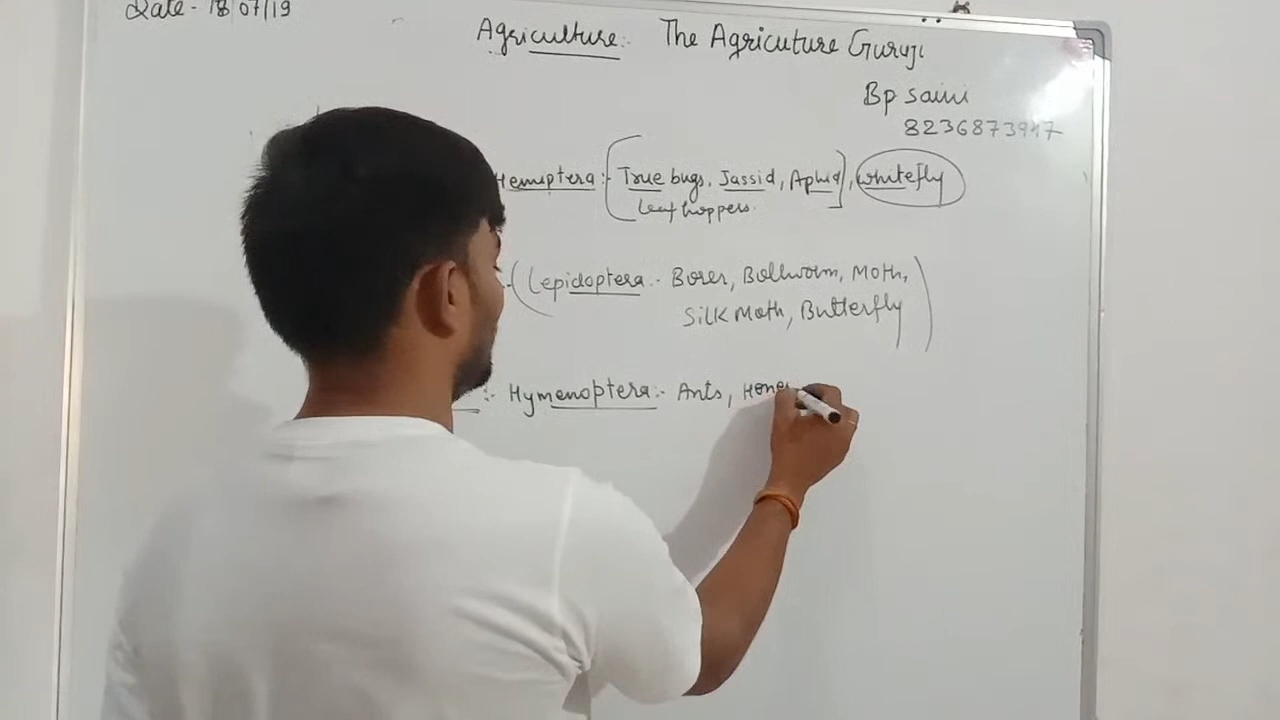 Date- 18/07/19
Agriculture:- The Agricuture Guruji
Bp saini
8236873947
Hemiptera:- [True bugs, Jassid, Aphid], whitefly
Leaf hoppers.
(Lepidoptera:- Borer, Bollworm, Moth,
Silk Moth, Butterfly)
:- Hymenoptera:- Ants, Hone